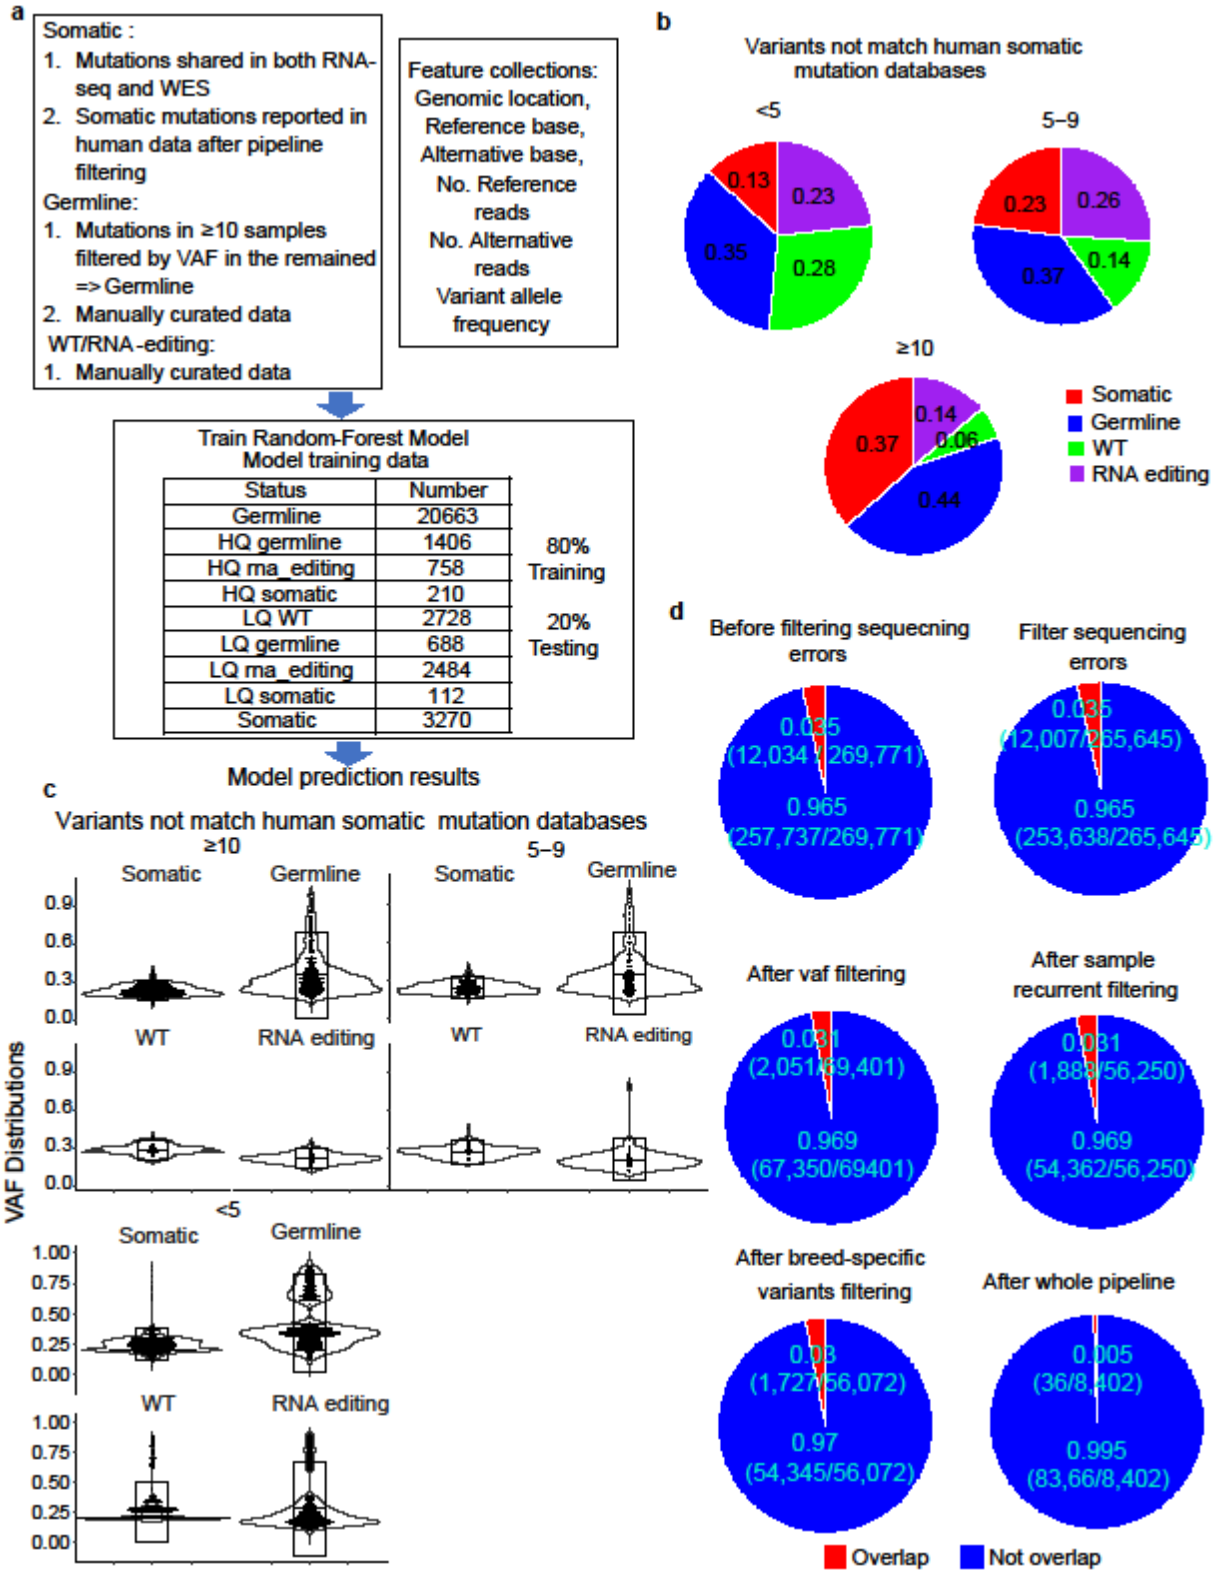 a
Somatic :
1. Mutations shared in both RNA-
seq and WES
2. Somatic mutations reported in
human data after pipeline
filtering
Germline:
1. Mutations in ≥10 samples
filtered by VAF in the remained
=> Germline
2. Manually curated data
WT/RNA-editing:
1. Manually curated data
Feature collections:
Genomic location,
Reference base,
Alternative base,
No. Reference
reads
No. Alternative
reads
Variant allele
frequency
Train Random-Forest Model
Model training data
Status Number
Germline 20663
HQ germline 1406
HQ rna_editing 758
HQ somatic 210
LQ WT 2728
LQ germline 688
LQ rna_editing 2484
LQ somatic 112
Somatic 3270
80%
Training
20%
Testing
Model prediction results
b
Variants not match human somatic
mutation databases
<5
0.13
0.23
0.35
0.28
5-9
0.23
0.26
0.37
0.14
≥10
0.14
0.37
0.06
0.44
Somatic
Germline
WT
RNA editing
c
Variants not match human somatic mutation databases
≥10
5-9
Somatic Germline Somatic Germline
0.9
0.6
0.3
0.0
WT RNA editing WT RNA editing
0.9
0.6
0.3
0.0
VAF Distributions
<5
Somatic Germline
1.00
0.75
0.50
0.25
0.00
WT RNA editing
1.00
0.75
0.50
0.25
0.00
d
Before filtering sequecning
errors
0.035
(12,034 / 269,771)
0.965
(257,737/269,771)
Filter sequencing
errors
0.035
(12,007/265,645)
0.965
(253,638/265,645)
After vaf filtering
0.031
(2,051/69,401)
0.969
(67,350/69401)
After sample
recurrent filtering
0.031
(1,888/56,250)
0.969
(54,362/56,250)
After breed-specific
variants filtering
0.03
(1,727/56,072)
0.97
(54,345/56,072)
After whole pipeline
0.005
(36/8,402)
0.995
(83,66/8,402)
Overlap
Not overlap